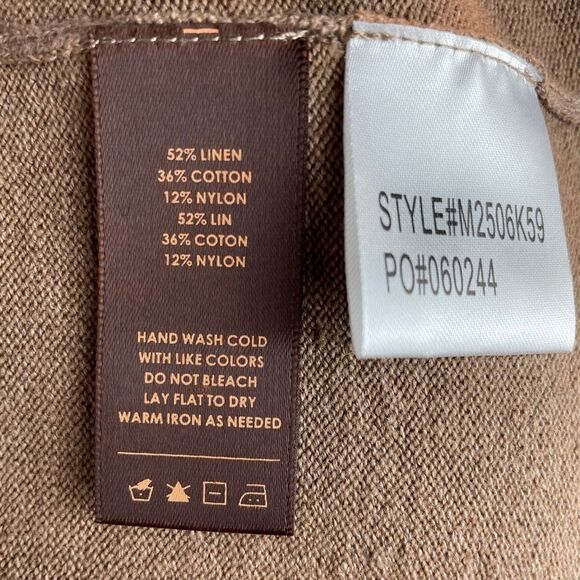 52% LINEN
36% COTTON
12% NYLON
52% LIN
36% COTON
12% NYLON
HAND WASH COLD
WITH LIKE COLORS
DO NOT BLEACH
LAY FLAT TO DRY
WARM IRON AS NEEDED
STYLE#M2506K59
PO#060244